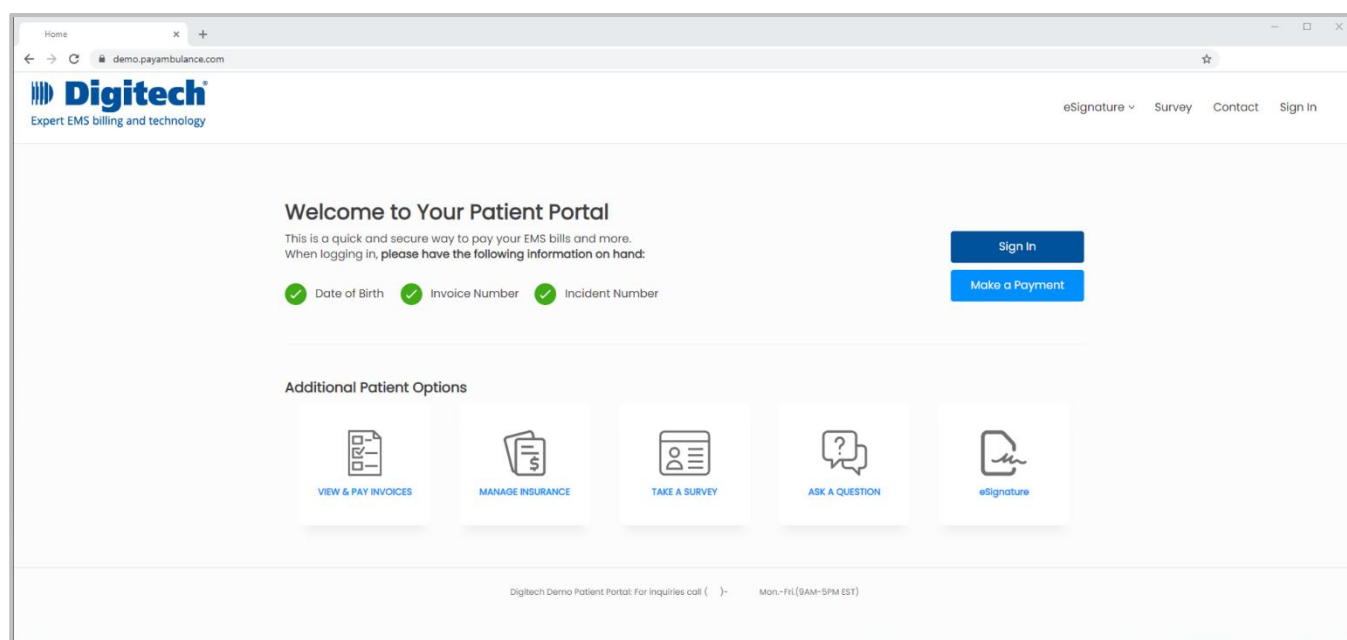 Home
demo.payambulance.com
Digitech®
Expert EMS billing and technology
eSignature Survey Contact Sign In
Welcome to Your Patient Portal
This is a quick and secure way to pay your EMS bills and more.
When logging in, please have the following information on hand:
Sign In
Date of Birth Invoice Number Incident Number
Make a Payment
Additional Patient Options
VIEW & PAY INVOICES MANAGE INSURANCE TAKE A SURVEY ASK A QUESTION eSignature
Digitech Demo Patient Portal: For inquiries call ( )- Mon.-Fri.(9AM-5PM EST)